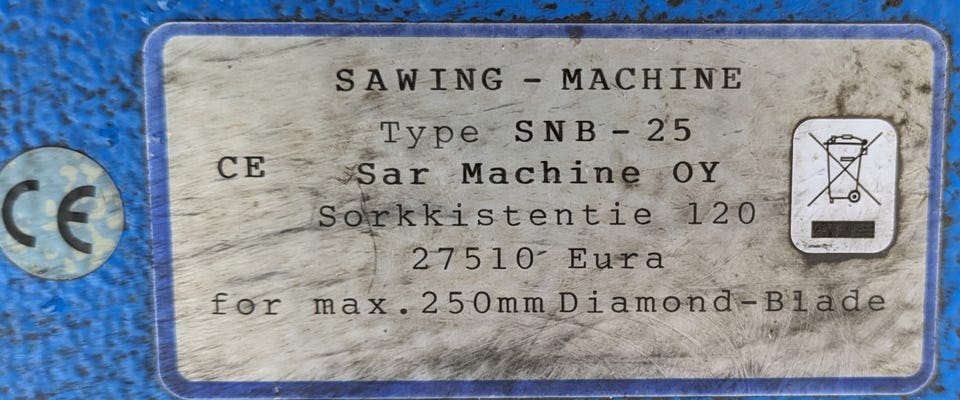 SAWING - MACHINE
Type SNB - 25
CE
Sar Machine OY
Sorkkistentie 120
27510 Eura
for max. 250mm Diamond-Blade
CE